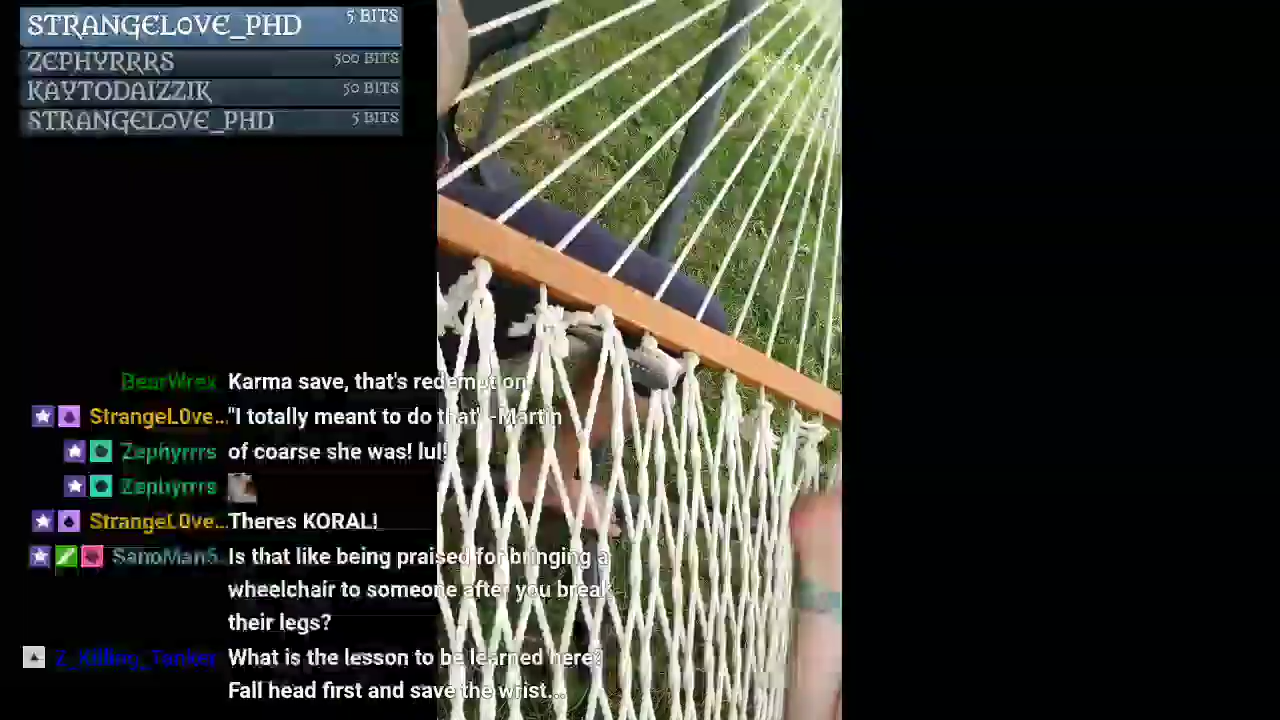 STRANGELOVE_PHD 5 BITS
ZEPHYRRRS 500 BITS
KAYTODAIZZIK 50 BITS
STRANGELOVE_PHD 5 BITS
BearWrek Karma save, that's redemption
StrangeL0ve... "I totally meant to do that" -Martin
Zephyrrrs of coarse she was! lul!
Zephyrrrs
StrangeL0ve... Theres KORAL!
Is that like being praised for bringing a
wheelchair to someone after you break
their legs?
Z_Killing_Tanker What is the lesson to be learned here?
Fall head first and save the wrist...